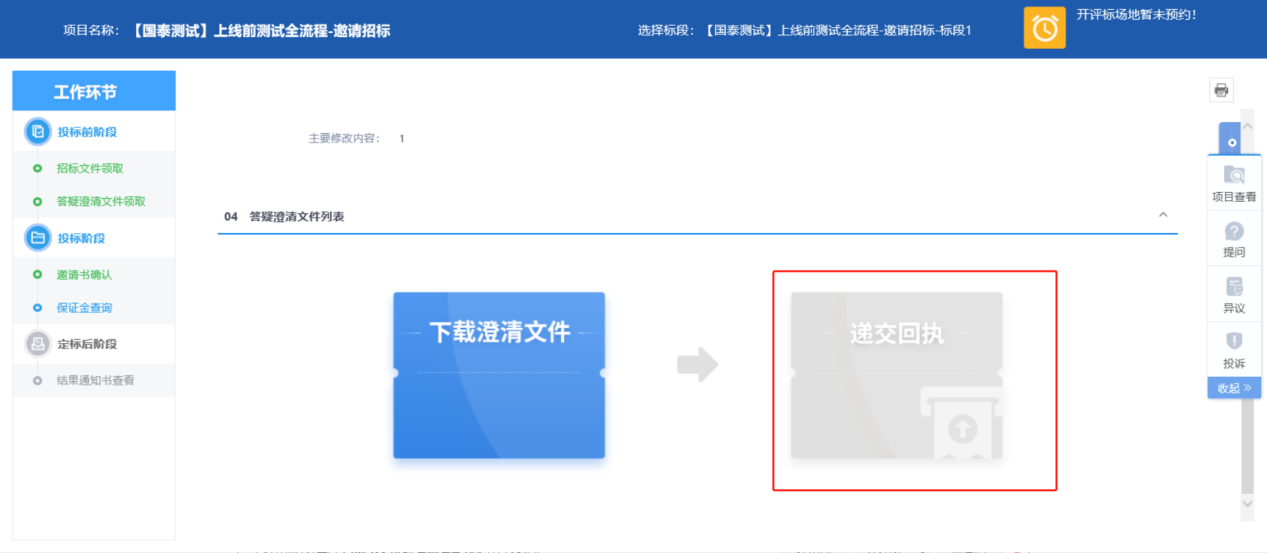 项目名称： 【国泰测试】上线前测试全流程-邀请招标
选择标段： 【国泰测试】上线前测试全流程-邀请招标-标段1
开评标场地暂未预约！
工作环节
投标前阶段
招标文件领取
答疑澄清文件领取
投标阶段
邀请书确认
保证金查询
定标后阶段
结果通知书查看
主要修改内容： 1
04 答疑澄清文件列表
下载澄清文件
递交回执
项目查看
提问
异议
投诉
收起 »